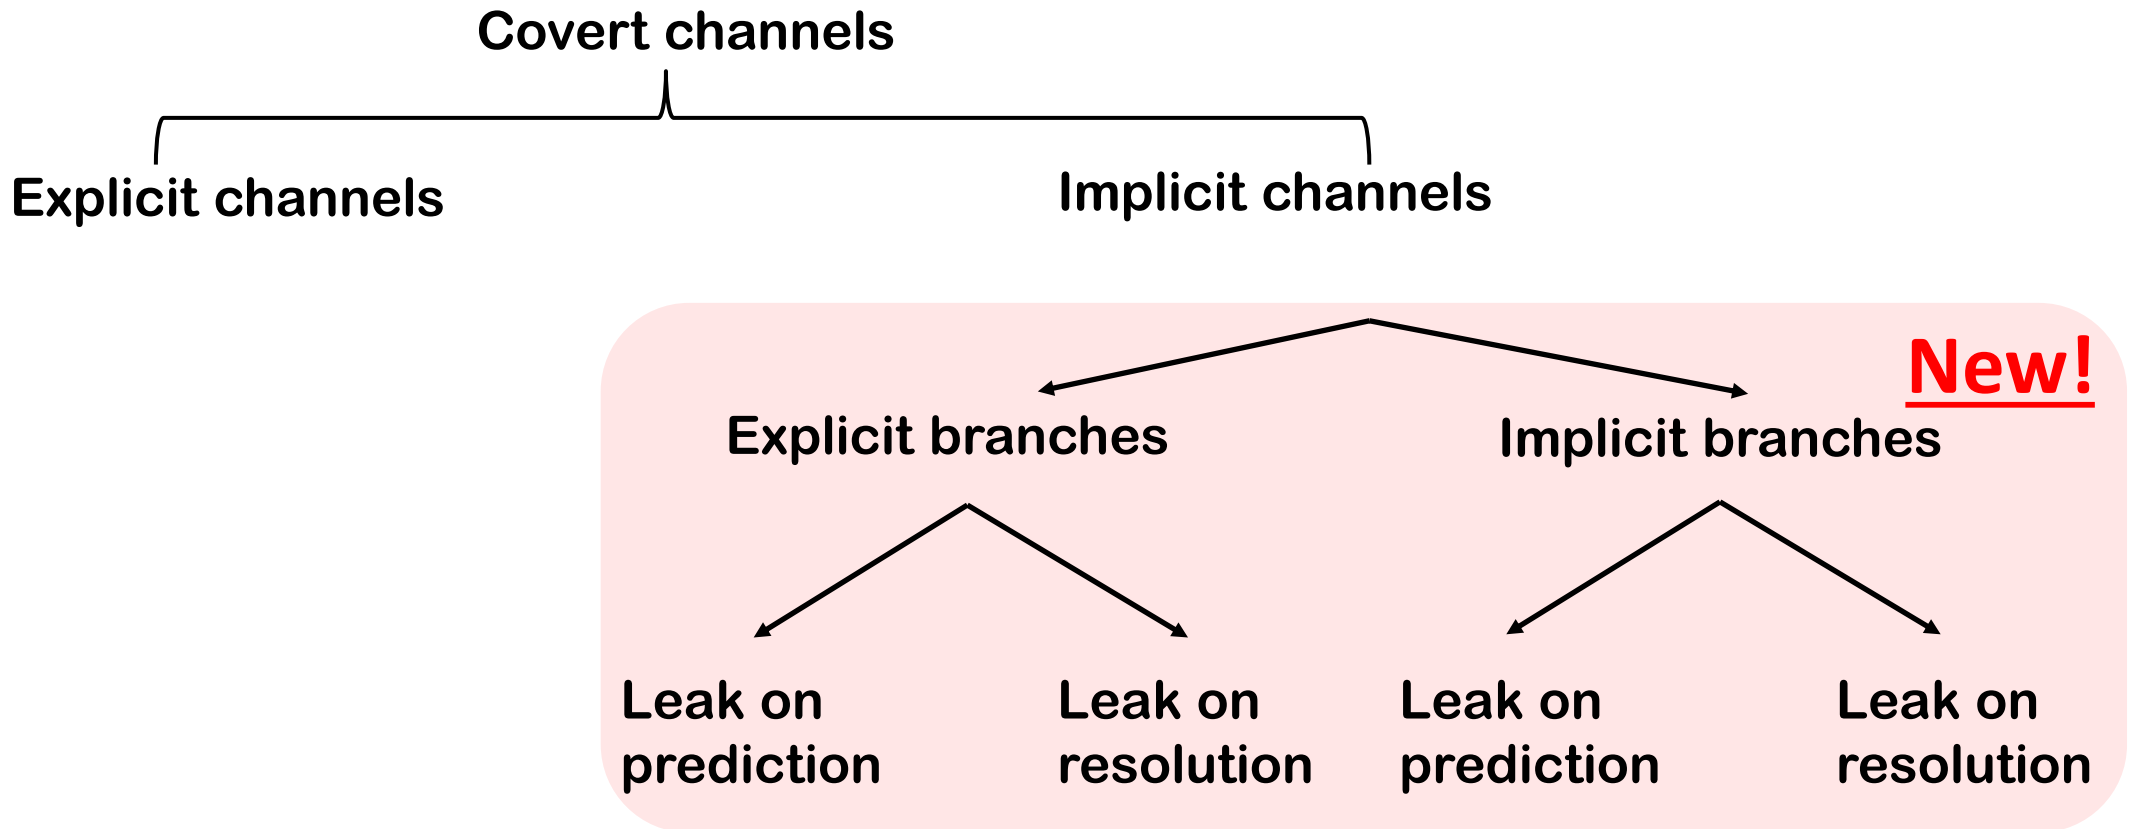 Covert channels
Explicit channels
Implicit channels
New!
Explicit branches
Implicit branches
Leak on
prediction
Leak on
resolution
Leak on
prediction
Leak on
resolution